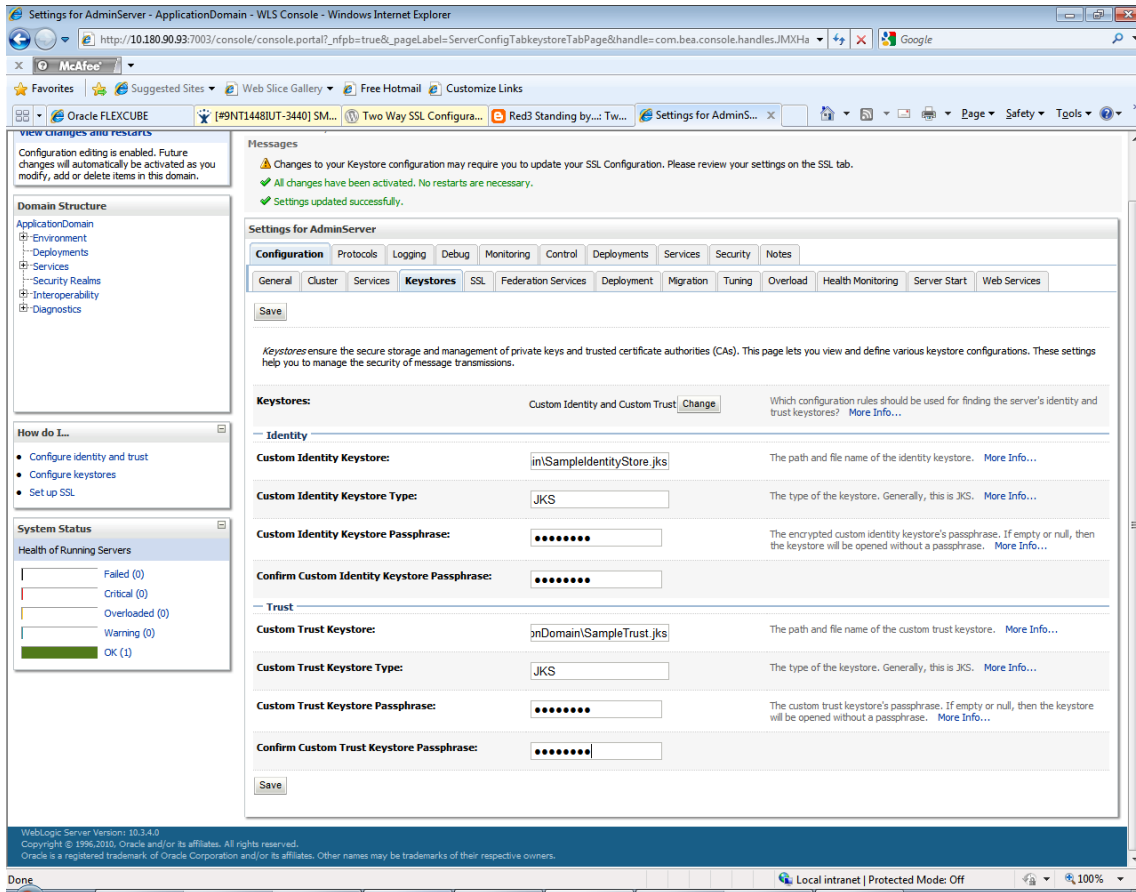 Settings for AdminServer - ApplicationDomain - WLS Console - Windows Internet Explorer
http://10.180.90.93:7003/console/console.portal?_nfpb=true&_pageLabel=ServerConfigTabkeystoreTabPage&handle=com.bea.console.handles.JMXHa
Google
x McAfee
Favorites Suggested Sites Web Slice Gallery Free Hotmail Customize Links
Oracle FLEXCUBE [#9NT1448IUT-3440] SM... Two Way SSL Configura... Red3 Standing by...: Tw... Settings for AdminS... X Page Safety Tools
View changes and restarts
Configuration editing is enabled. Future
changes will automatically be activated as you
modify, add or delete items in this domain.
Domain Structure
ApplicationDomain
Environment
Deployments
Services
Security Realms
Interoperability
Diagnostics
How do I...
Configure identity and trust
Configure keystores
Set up SSL
System Status
Health of Running Servers
Failed (0)
Critical (0)
Overloaded (0)
Warning (0)
OK (1)
Messages
Changes to your Keystore configuration may require you to update your SSL Configuration. Please review your settings on the SSL tab.
All changes have been activated. No restarts are necessary.
Settings updated successfully.
Settings for AdminServer
Configuration Protocols Logging Debug Monitoring Control Deployments Services Security Notes
General Cluster Services Keystores SSL Federation Services Deployment Migration Tuning Overload Health Monitoring Server Start Web Services
Save
Keystores ensure the secure storage and management of private keys and trusted certificate authorities (CAs). This page lets you view and define various keystore configurations. These settings
help you to manage the security of message transmissions.
Keystores: Custom Identity and Custom Trust Change Which configuration rules should be used for finding the server's identity and
trust keystores? More Info...
Identity
Custom Identity Keystore: in\SampleIdentityStore.jks The path and file name of the identity keystore. More Info...
Custom Identity Keystore Type: JKS The type of the keystore. Generally, this is JKS. More Info...
Custom Identity Keystore Passphrase: ●●●●●●●● The encrypted custom identity keystore's passphrase. If empty or null, then
the keystore will be opened without a passphrase. More Info...
Confirm Custom Identity Keystore Passphrase: ●●●●●●●●
Trust
Custom Trust Keystore: onDomain\SampleTrust.jks The path and file name of the custom trust keystore. More Info...
Custom Trust Keystore Type: JKS The type of the keystore. Generally, this is JKS. More Info...
Custom Trust Keystore Passphrase: ●●●●●●●● The custom trust keystore's passphrase. If empty or null, then the keystore
will be opened without a passphrase. More Info...
Confirm Custom Trust Keystore Passphrase: ●●●●●●●●
Save
WebLogic Server Version: 10.3.4.0
Copyright © 1996,2010, Oracle and/or its affiliates. All rights reserved.
Oracle is a registered trademark of Oracle Corporation and/or its affiliates. Other names may be trademarks of their respective owners.
Done Local intranet | Protected Mode: Off 100%